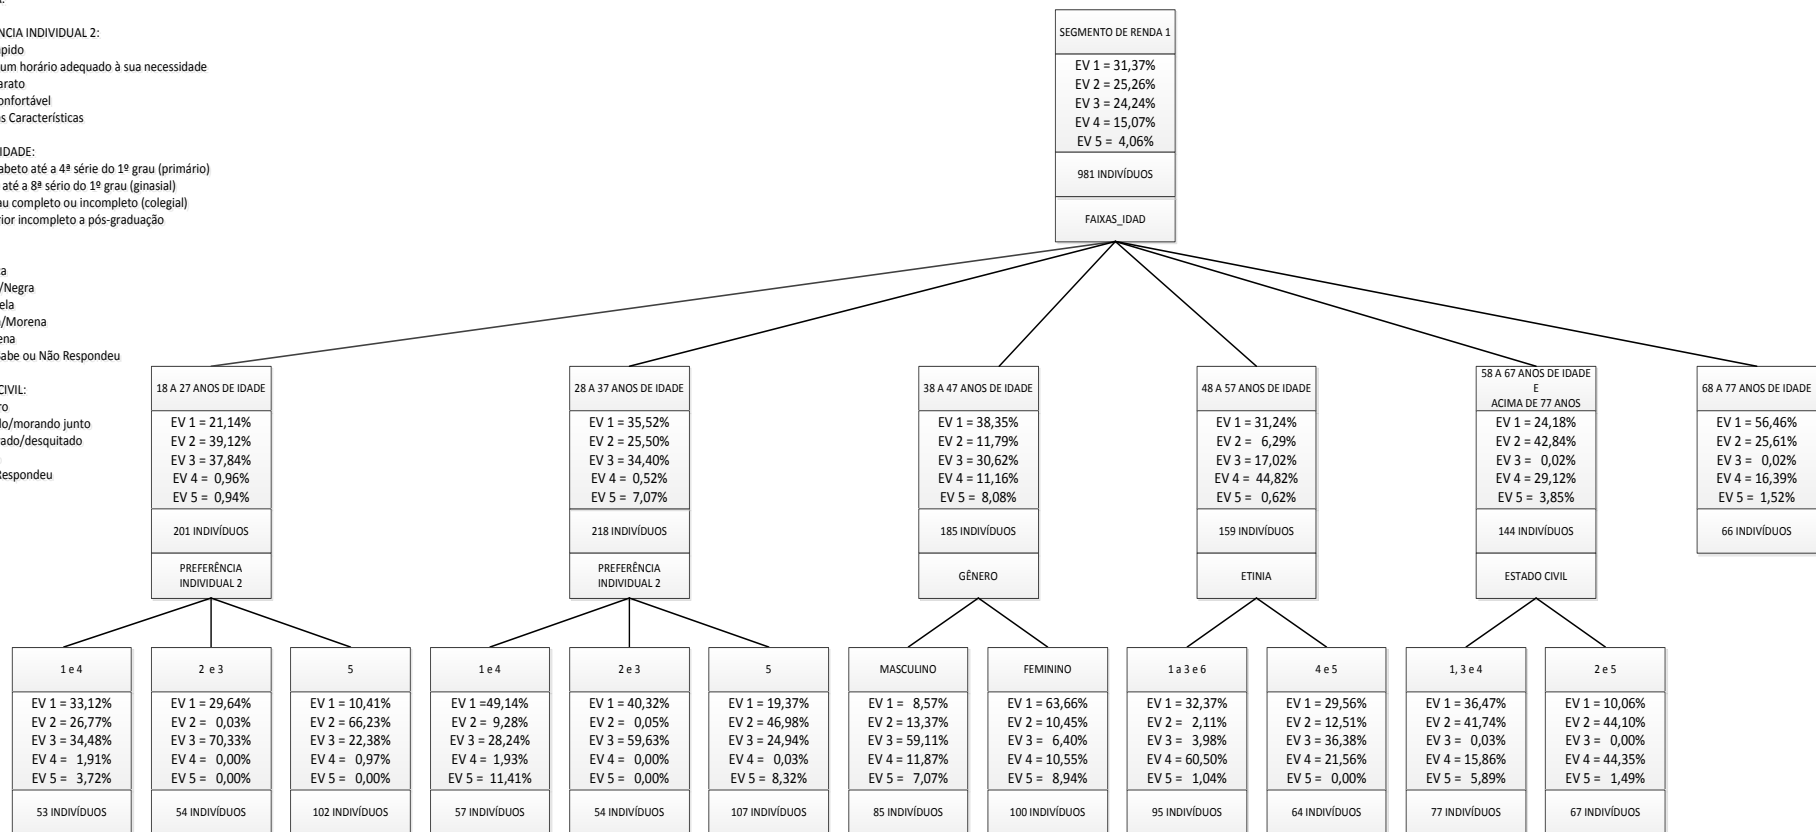 NCIA INDIVIDUAL 2:
pido
um horário adequado à sua necessidade
arato
onfortável
s Características
IDADE:
abeto até a 4ª série do 1º grau (primário)
até a 8ª sério do 1º grau (ginasial)
au completo ou incompleto (colegial)
rior incompleto a pós-graduação
ca
/Negra
ela
/Morena
ena
Sabe ou Não Respondeu
CIVIL:
ro
do/morando junto
rado/desquitado
Respondeu
SEGMENTO DE RENDA 1
EV 1 = 31,37%
EV 2 = 25,26%
EV 3 = 24,24%
EV 4 = 15,07%
EV 5 = 4,06%
981 INDIVÍDUOS
FAIXAS_IDAD
18 A 27 ANOS DE IDADE
EV 1 = 21,14%
EV 2 = 39,12%
EV 3 = 37,84%
EV 4 = 0,96%
EV 5 = 0,94%
201 INDIVÍDUOS
PREFERÊNCIA
INDIVIDUAL 2
28 A 37 ANOS DE IDADE
EV 1 = 35,52%
EV 2 = 25,50%
EV 3 = 34,40%
EV 4 = 0,52%
EV 5 = 7,07%
218 INDIVÍDUOS
PREFERÊNCIA
INDIVIDUAL 2
38 A 47 ANOS DE IDADE
EV 1 = 38,35%
EV 2 = 11,79%
EV 3 = 30,62%
EV 4 = 11,16%
EV 5 = 8,08%
185 INDIVÍDUOS
GÊNERO
48 A 57 ANOS DE IDADE
EV 1 = 31,24%
EV 2 = 6,29%
EV 3 = 17,02%
EV 4 = 44,82%
EV 5 = 0,62%
159 INDIVÍDUOS
ETINIA
58 A 67 ANOS DE IDADE
E
ACIMA DE 77 ANOS
EV 1 = 24,18%
EV 2 = 42,84%
EV 3 = 0,02%
EV 4 = 29,12%
EV 5 = 3,85%
144 INDIVÍDUOS
ESTADO CIVIL
68 A 77 ANOS DE IDADE
EV 1 = 56,46%
EV 2 = 25,61%
EV 3 = 0,02%
EV 4 = 16,39%
EV 5 = 1,52%
66 INDIVÍDUOS
1 e 4
EV 1 = 33,12%
EV 2 = 26,77%
EV 3 = 34,48%
EV 4 = 1,91%
EV 5 = 3,72%
53 INDIVÍDUOS
2 e 3
EV 1 = 29,64%
EV 2 = 0,03%
EV 3 = 70,33%
EV 4 = 0,00%
EV 5 = 0,00%
54 INDIVÍDUOS
5
EV 1 = 10,41%
EV 2 = 66,23%
EV 3 = 22,38%
EV 4 = 0,97%
EV 5 = 0,00%
102 INDIVÍDUOS
1 e 4
EV 1 =49,14%
EV 2 = 9,28%
EV 3 = 28,24%
EV 4 = 1,93%
EV 5 = 11,41%
57 INDIVÍDUOS
2 e 3
EV 1 = 40,32%
EV 2 = 0,05%
EV 3 = 59,63%
EV 4 = 0,00%
EV 5 = 0,00%
54 INDIVÍDUOS
5
EV 1 = 19,37%
EV 2 = 46,98%
EV 3 = 24,94%
EV 4 = 0,03%
EV 5 = 8,32%
107 INDIVÍDUOS
MASCULINO
EV 1 = 8,57%
EV 2 = 13,37%
EV 3 = 59,11%
EV 4 = 11,87%
EV 5 = 7,07%
85 INDIVÍDUOS
FEMININO
EV 1 = 63,66%
EV 2 = 10,45%
EV 3 = 6,40%
EV 4 = 10,55%
EV 5 = 8,94%
100 INDIVÍDUOS
1 a 3 e 6
EV 1 = 32,37%
EV 2 = 2,11%
EV 3 = 3,98%
EV 4 = 60,50%
EV 5 = 1,04%
95 INDIVÍDUOS
4 e 5
EV 1 = 29,56%
EV 2 = 12,51%
EV 3 = 36,38%
EV 4 = 21,56%
EV 5 = 0,00%
64 INDIVÍDUOS
1, 3 e 4
EV 1 = 36,47%
EV 2 = 41,74%
EV 3 = 0,03%
EV 4 = 15,86%
EV 5 = 5,89%
77 INDIVÍDUOS
2 e 5
EV 1 = 10,06%
EV 2 = 44,10%
EV 3 = 0,00%
EV 4 = 44,35%
EV 5 = 1,49%
67 INDIVÍDUOS